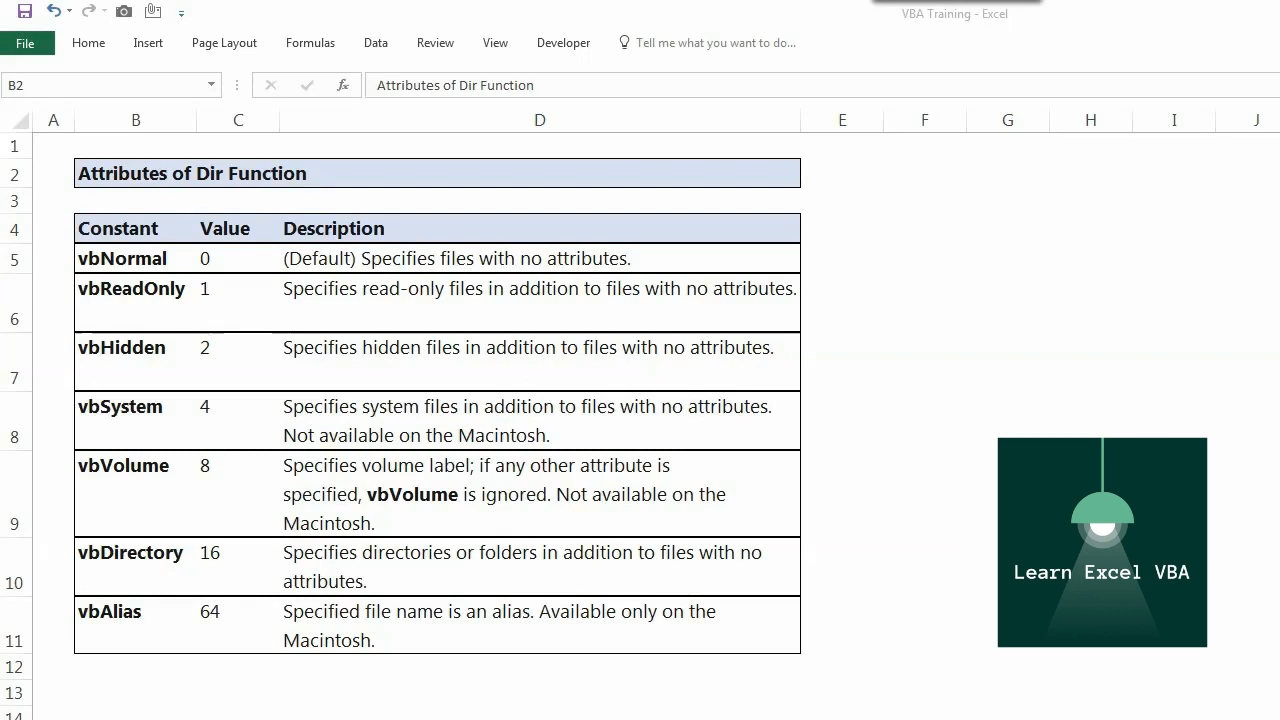 VBA Training - Excel
File Home Insert Page Layout Formulas Data Review View Developer Tell me what you want to do...
B2 fx Attributes of Dir Function
A B C D E F G H I J
1
2 Attributes of Dir Function
3
4 Constant Value Description
5 vbNormal 0 (Default) Specifies files with no attributes.
6 vbReadOnly 1 Specifies read-only files in addition to files with no attributes.
7 vbHidden 2 Specifies hidden files in addition to files with no attributes.
8 vbSystem 4 Specifies system files in addition to files with no attributes.
Not available on the Macintosh.
9 vbVolume 8 Specifies volume label; if any other attribute is
specified, vbVolume is ignored. Not available on the
Macintosh.
10 vbDirectory 16 Specifies directories or folders in addition to files with no
attributes.
11 vbAlias 64 Specified file name is an alias. Available only on the
Macintosh.
12
13
14
Learn Excel VBA